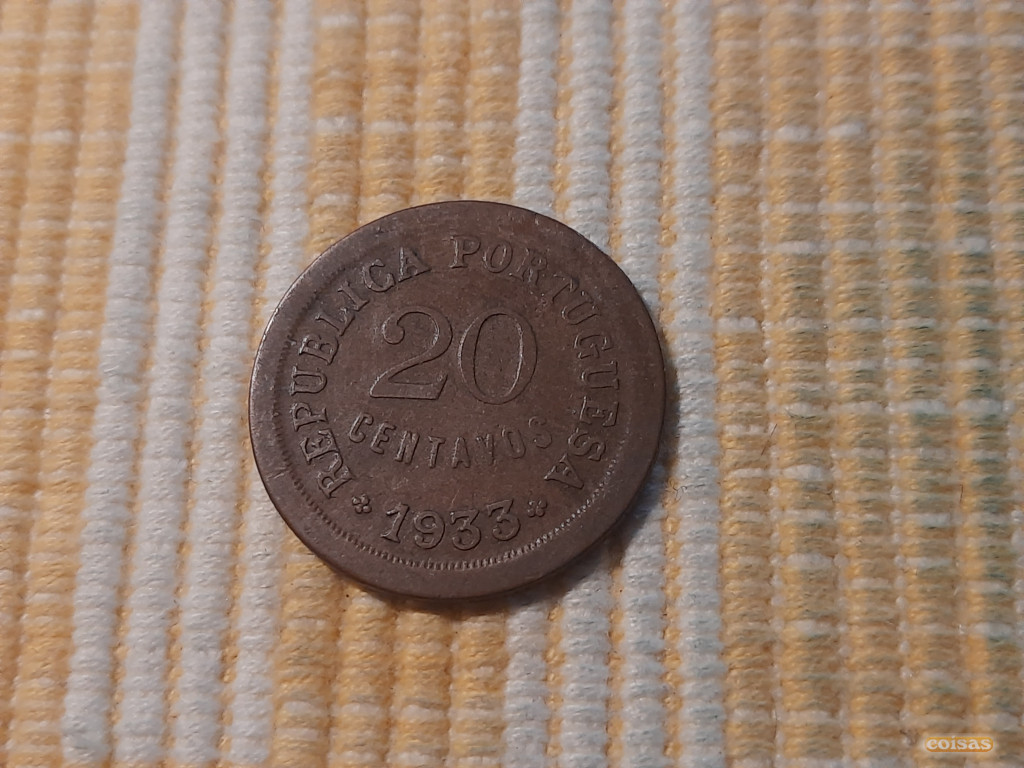 REPUBLICA PORTUGUESA
20
CENTAVOS
1933
coisas